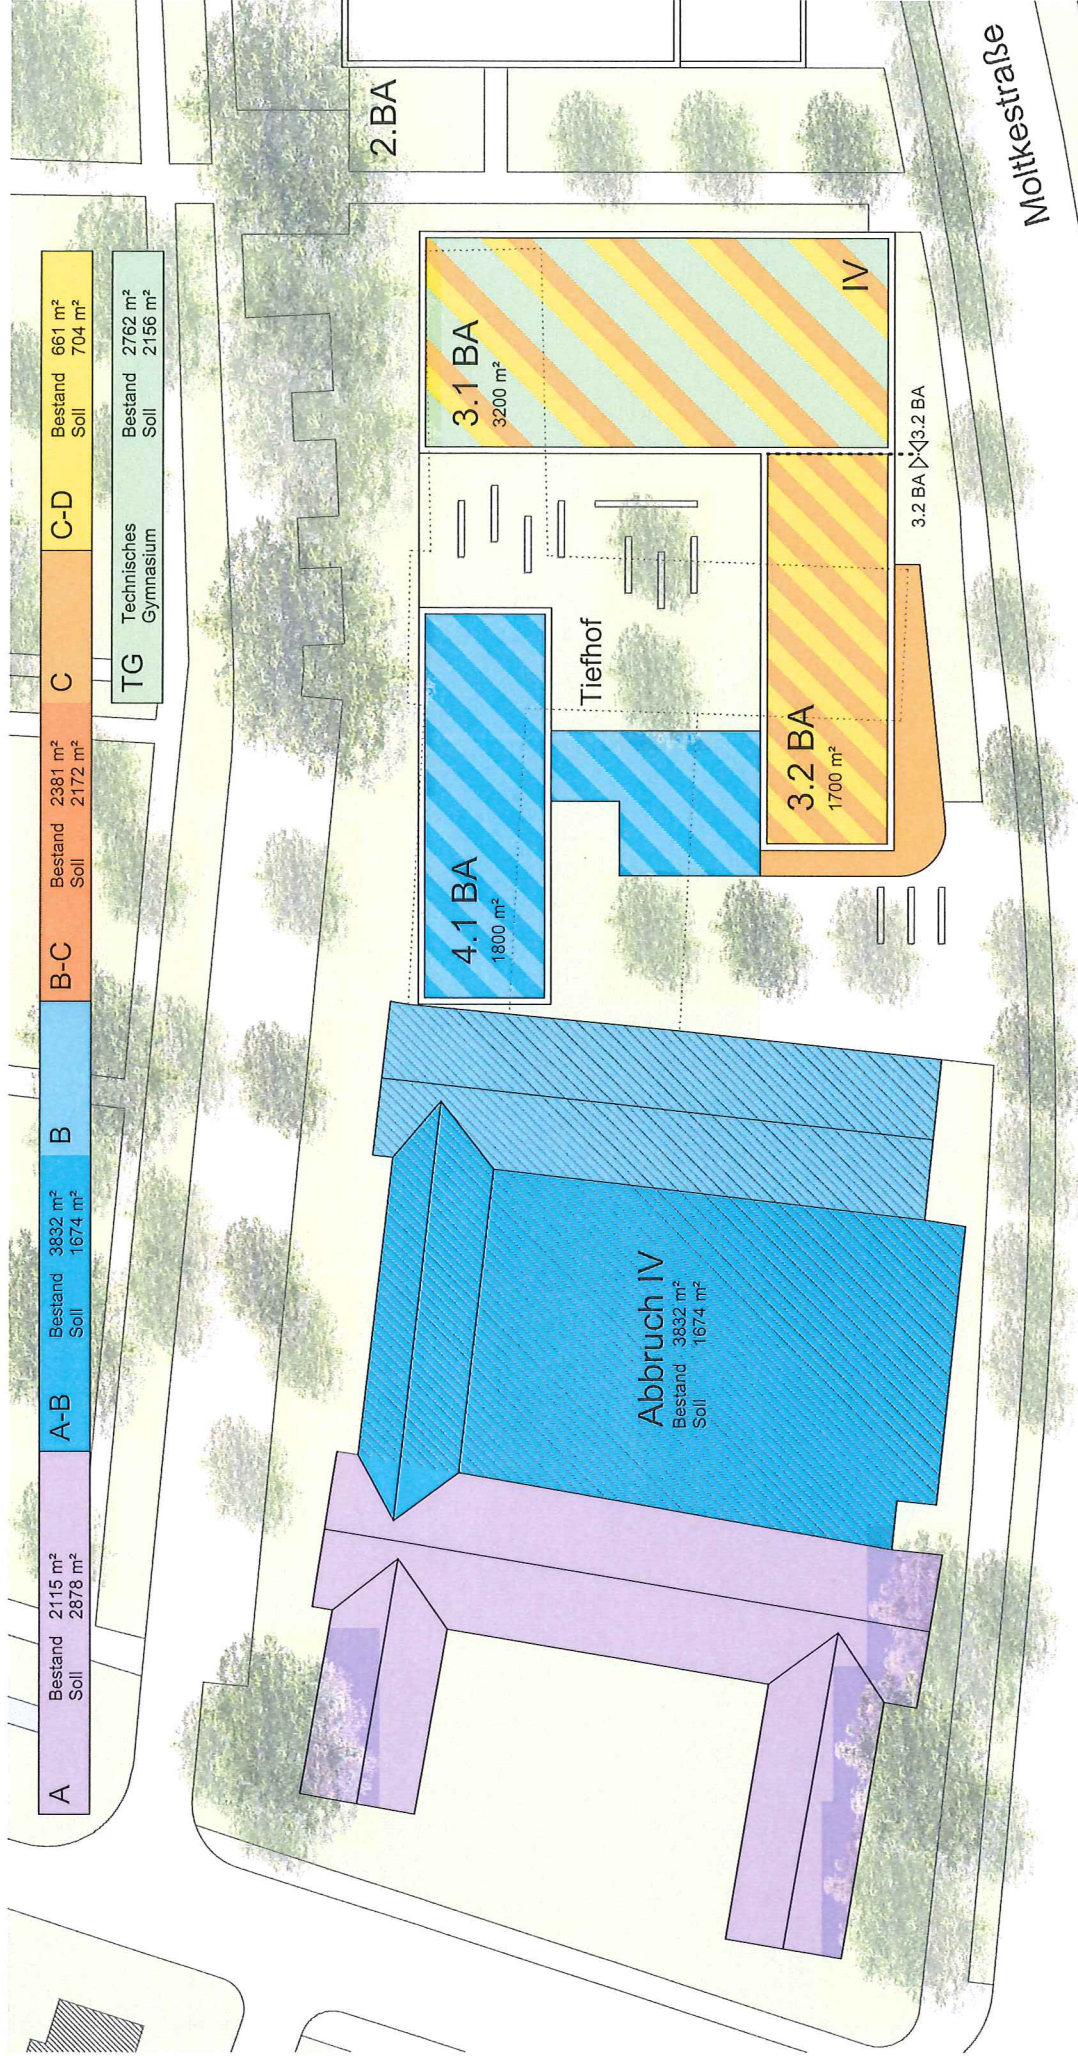 A
Bestand 2115 m²
Soll 2878 m²
A-B
Bestand 3832 m²
Soll 1674 m²
B
B-C
Bestand 2381 m²
Soll 2172 m²
C
C-D
Bestand 661 m²
Soll 704 m²
TG
Technisches
Gymnasium
Bestand 2762 m²
Soll 2156 m²
2.BA
4.1 BA
1800 m²
3.1 BA
3200 m²
IV
Tiefhof
3.2 BA
1700 m²
3.2 BA
3.2 BA
Abbruch IV
Bestand 3832 m²
Soll 1674 m²
Moltkestraße